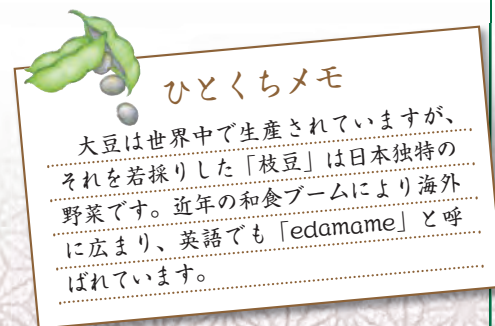 ひとくちメモ
大豆は世界中で生産されていますが、
それを若採りした「枝豆」は日本独特の
野菜です。近年の和食ブームにより海外
に広まり、英語でも「edamame」と呼
ばれています。